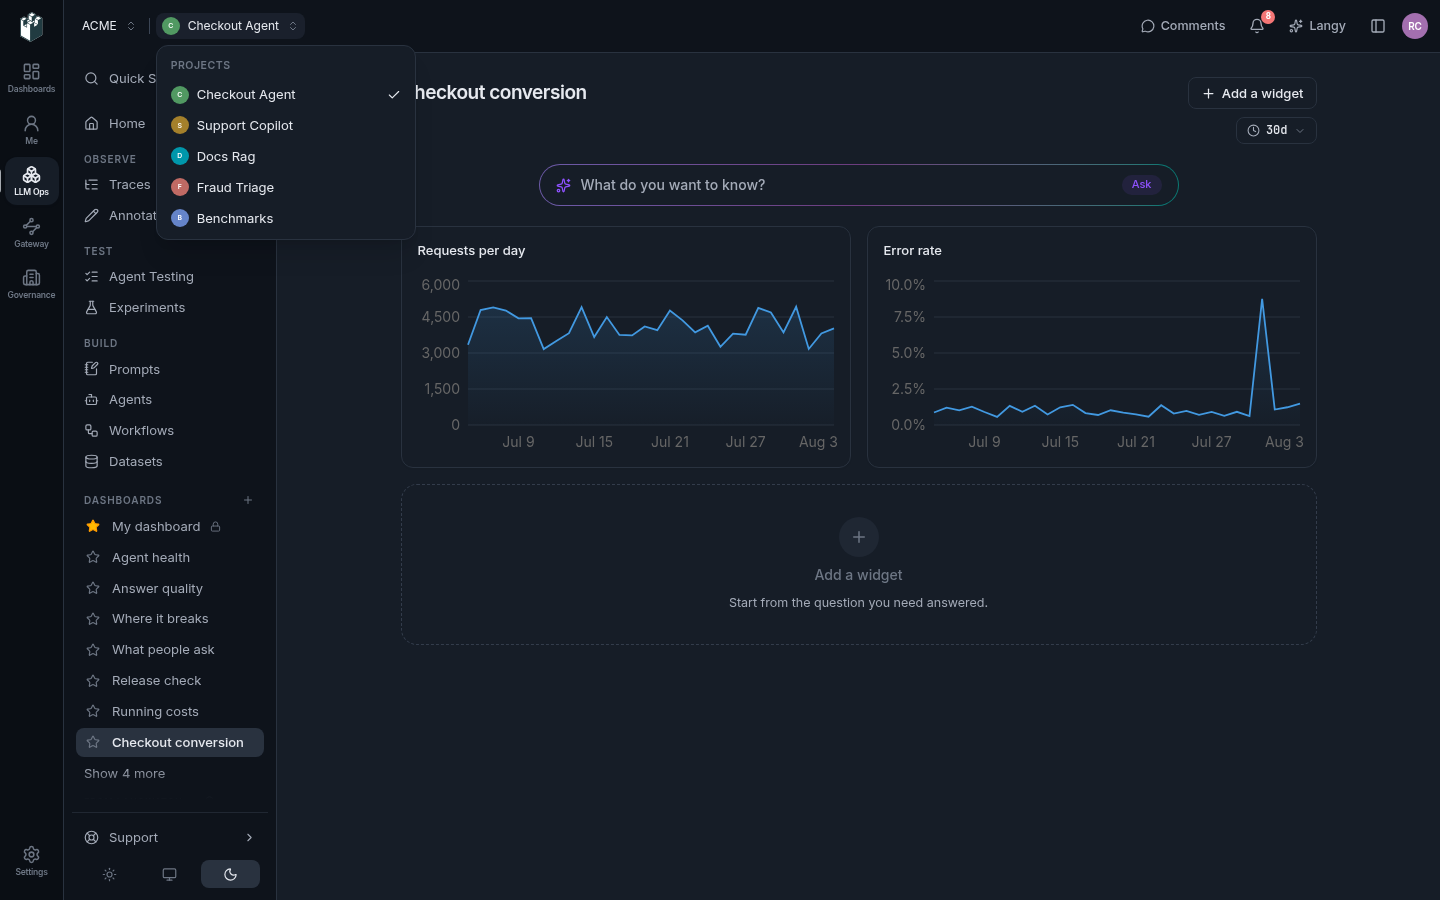 ACME
C
Checkout Agent
Comments
8
Langy
RC
Dashboards
Me
LLM Ops
Gateway
Governance
Settings
Quick S
Home
OBSERVE
Traces
Annotat
TEST
Agent Testing
Experiments
BUILD
Prompts
Agents
Workflows
Datasets
DASHBOARDS
My dashboard
Agent health
Answer quality
Where it breaks
What people ask
Release check
Running costs
Checkout conversion
Show 4 more
Support
PROJECTS
C Checkout Agent
S Support Copilot
D Docs Rag
F Fraud Triage
B Benchmarks
heckout conversion
Add a widget
30d
What do you want to know?
Ask
Requests per day
6,000
4,500
3,000
1,500
0
Jul 9 Jul 15 Jul 21 Jul 27 Aug 3
Error rate
10.0%
7.5%
5.0%
2.5%
0.0%
Jul 9 Jul 15 Jul 21 Jul 27 Aug 3
Add a widget
Start from the question you need answered.